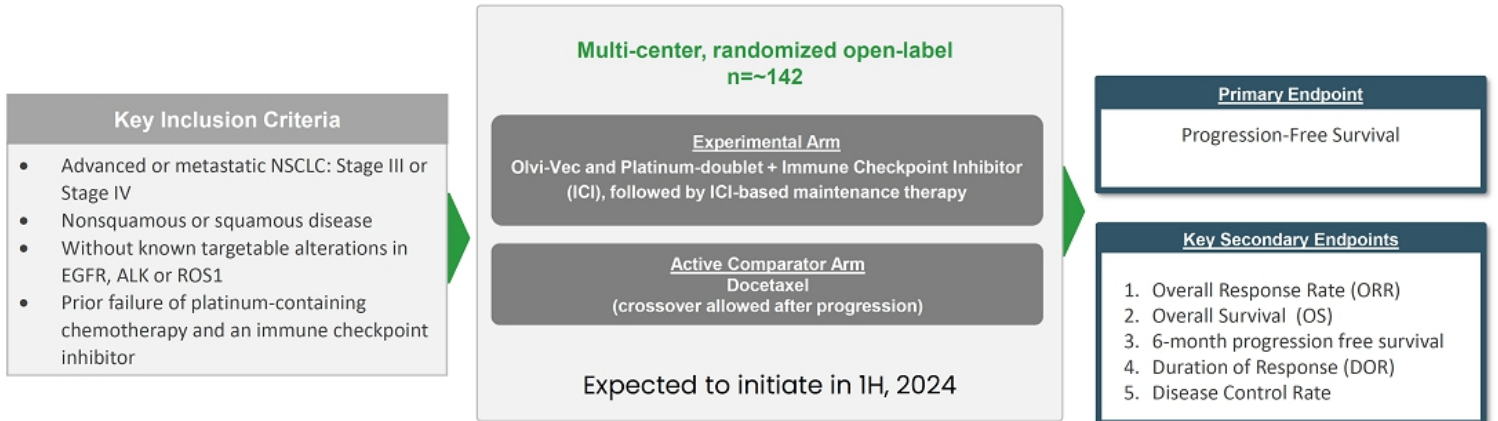 Key Inclusion Criteria
• Advanced or metastatic NSCLC: Stage III or
Stage IV
• Nonsquamous or squamous disease
• Without known targetable alterations in
EGFR, ALK or ROS1
• Prior failure of platinum-containing
chemotherapy and an immune checkpoint
inhibitor
Multi-center, randomized open-label
n=~142
Experimental Arm
Olvi-Vec and Platinum-doublet + Immune Checkpoint Inhibitor
(ICI), followed by ICI-based maintenance therapy
Active Comparator Arm
Docetaxel
(crossover allowed after progression)
Expected to initiate in 1H, 2024
Primary Endpoint
Progression-Free Survival
Key Secondary Endpoints
1. Overall Response Rate (ORR)
2. Overall Survival (OS)
3. 6-month progression free survival
4. Duration of Response (DOR)
5. Disease Control Rate